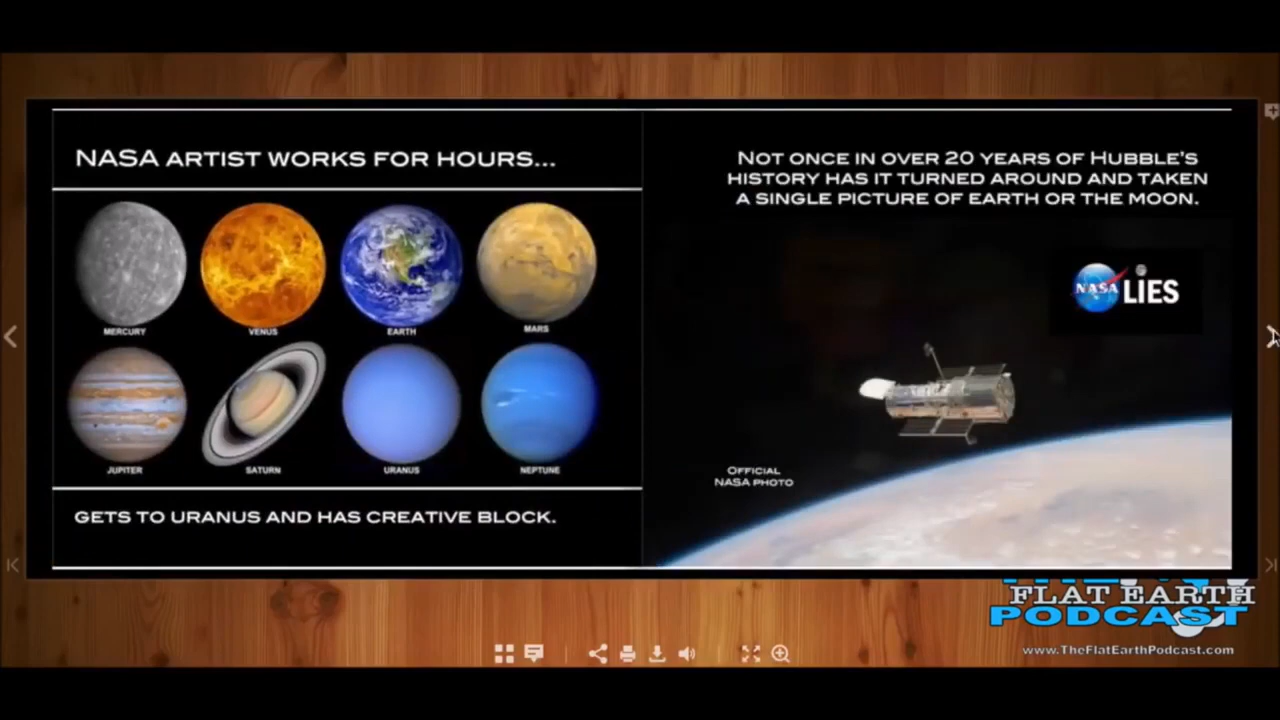 NASA ARTIST WORKS FOR HOURS...
MERCURY
VENUS
EARTH
MARS
JUPITER
SATURN
URANUS
NEPTUNE
GETS TO URANUS AND HAS CREATIVE BLOCK.
NOT ONCE IN OVER 20 YEARS OF HUBBLE'S
HISTORY HAS IT TURNED AROUND AND TAKEN
A SINGLE PICTURE OF EARTH OR THE MOON.
NASA LIES
OFFICIAL
NASA PHOTO
THE
FLAT EARTH
PODCAST
www.TheFlatEarthPodcast.com